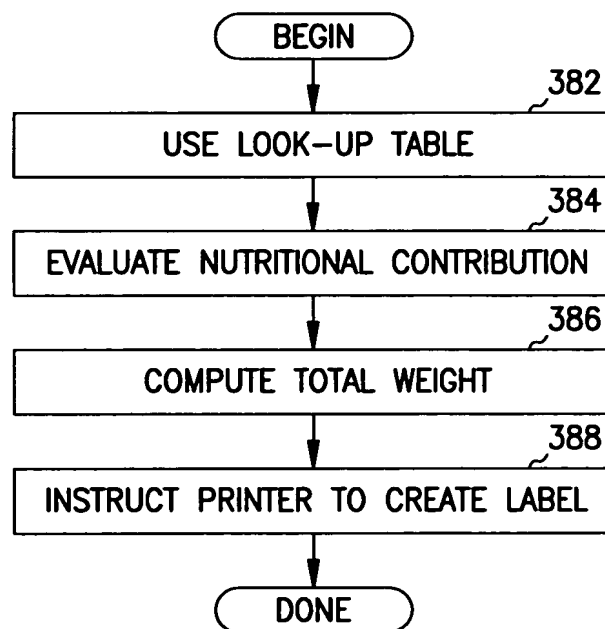 BEGIN
382
USE LOOK-UP TABLE
384
EVALUATE NUTRITIONAL CONTRIBUTION
386
COMPUTE TOTAL WEIGHT
388
INSTRUCT PRINTER TO CREATE LABEL
DONE